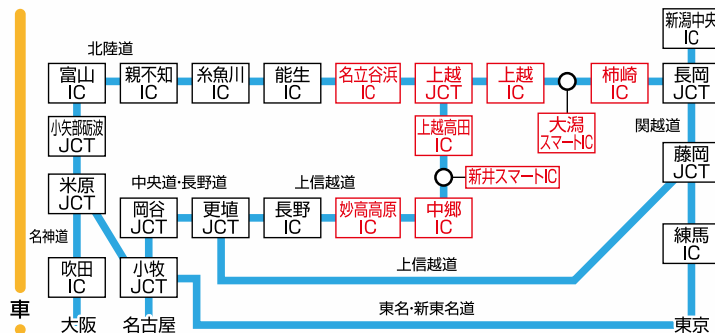 新潟中央
IC
北陸道
富山
IC
親不知
IC
糸魚川
IC
能生
IC
名立谷浜
IC
上越
JCT
上越
IC
柿崎
IC
長岡
JCT
大潟
スマートIC
小矢部砺波
JCT
上越高田
IC
関越道
藤岡
JCT
新井スマートIC
米原
JCT
中央道・長野道
上信越道
岡谷
JCT
更埴
JCT
長野
IC
妙高高原
IC
中郷
IC
練馬
IC
名神道
吹田
IC
小牧
JCT
上信越道
東名・新東名道
車
大阪
名古屋
東京